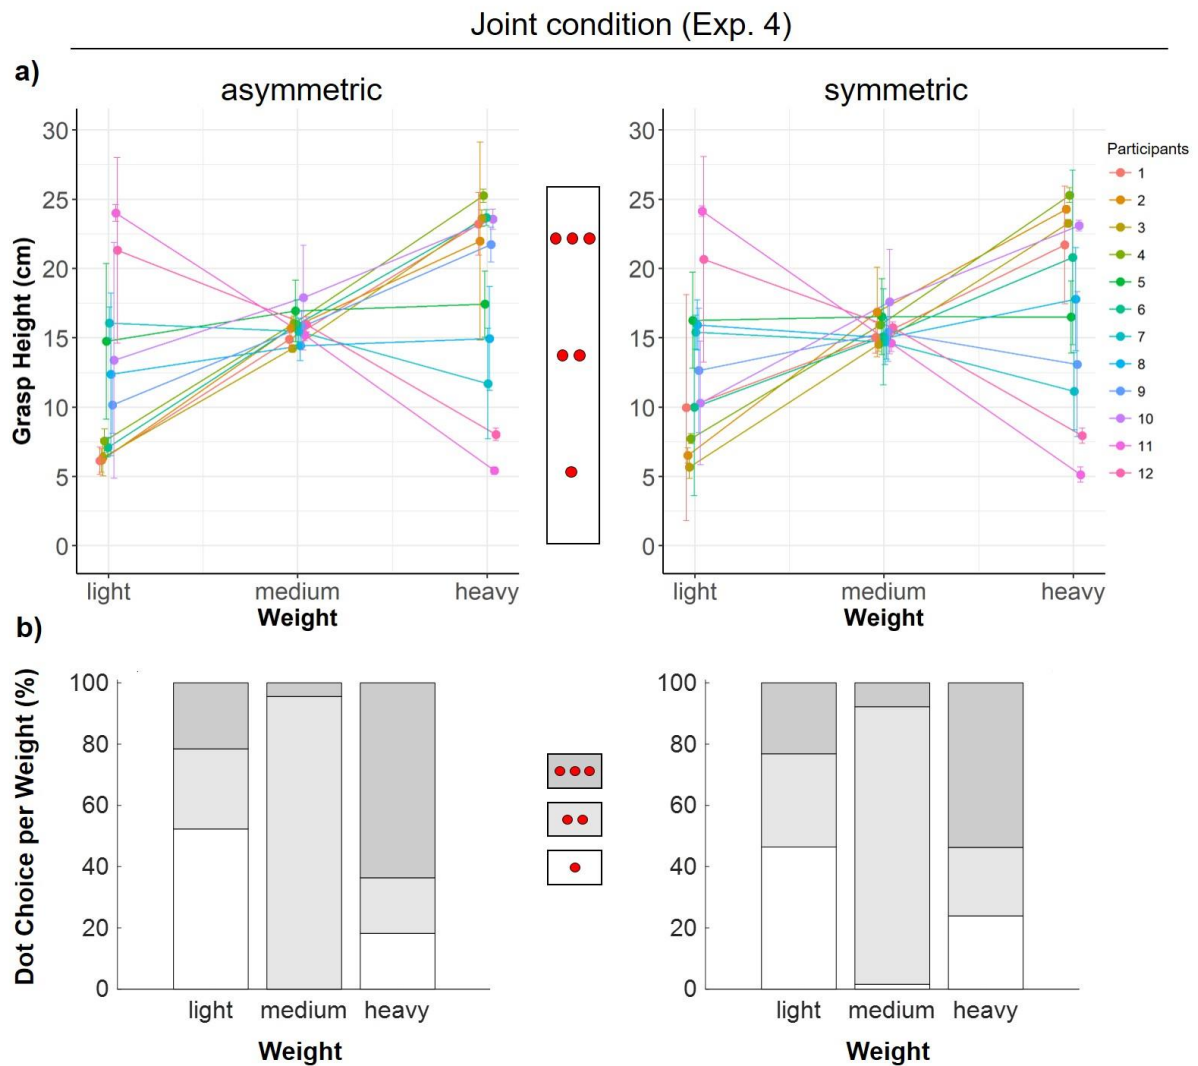 Joint condition (Exp. 4)
a)
asymmetric
symmetric
Grasp Height (cm)
30
25
20
15
10
5
0
light medium heavy
Weight
30
25
20
15
10
5
0
light medium heavy
Weight
Participants
1
2
3
4
5
6
7
8
9
10
11
12
b)
Dot Choice per Weight (%)
100
80
60
40
20
0
light medium heavy
Weight
100
80
60
40
20
0
light medium heavy
Weight